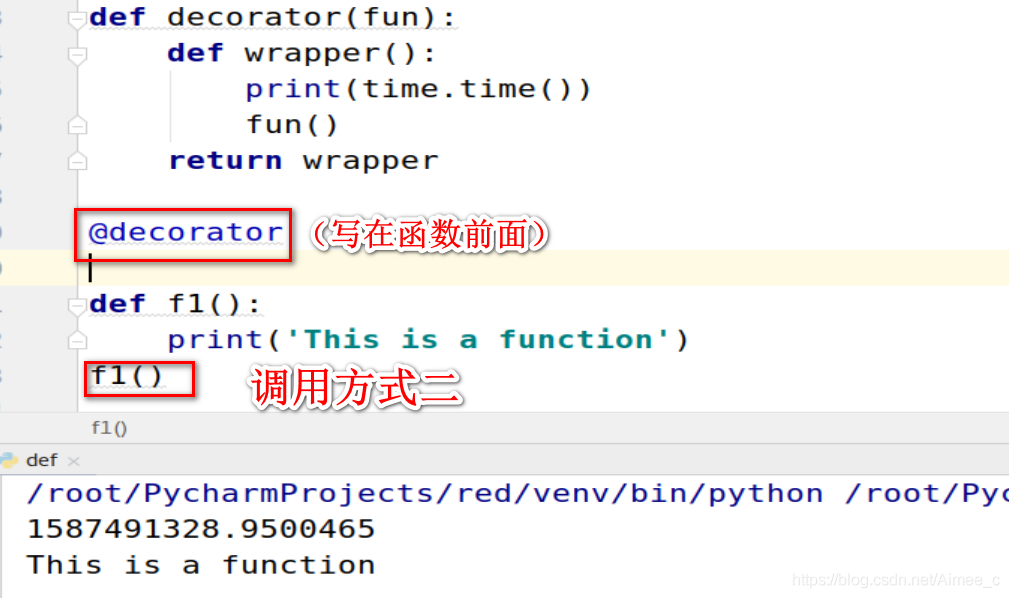 def decorator(fun):
def wrapper():
print(time.time())
fun()
return wrapper
@decorator (写在函数前面)
def f1():
print('This is a function')
f1() 调用方式二
f1()
def ×
/root/PycharmProjects/red/venv/bin/python /root/Pyc
1587491328.9500465
This is a function
https://blog.csdn.net/Aimee_c